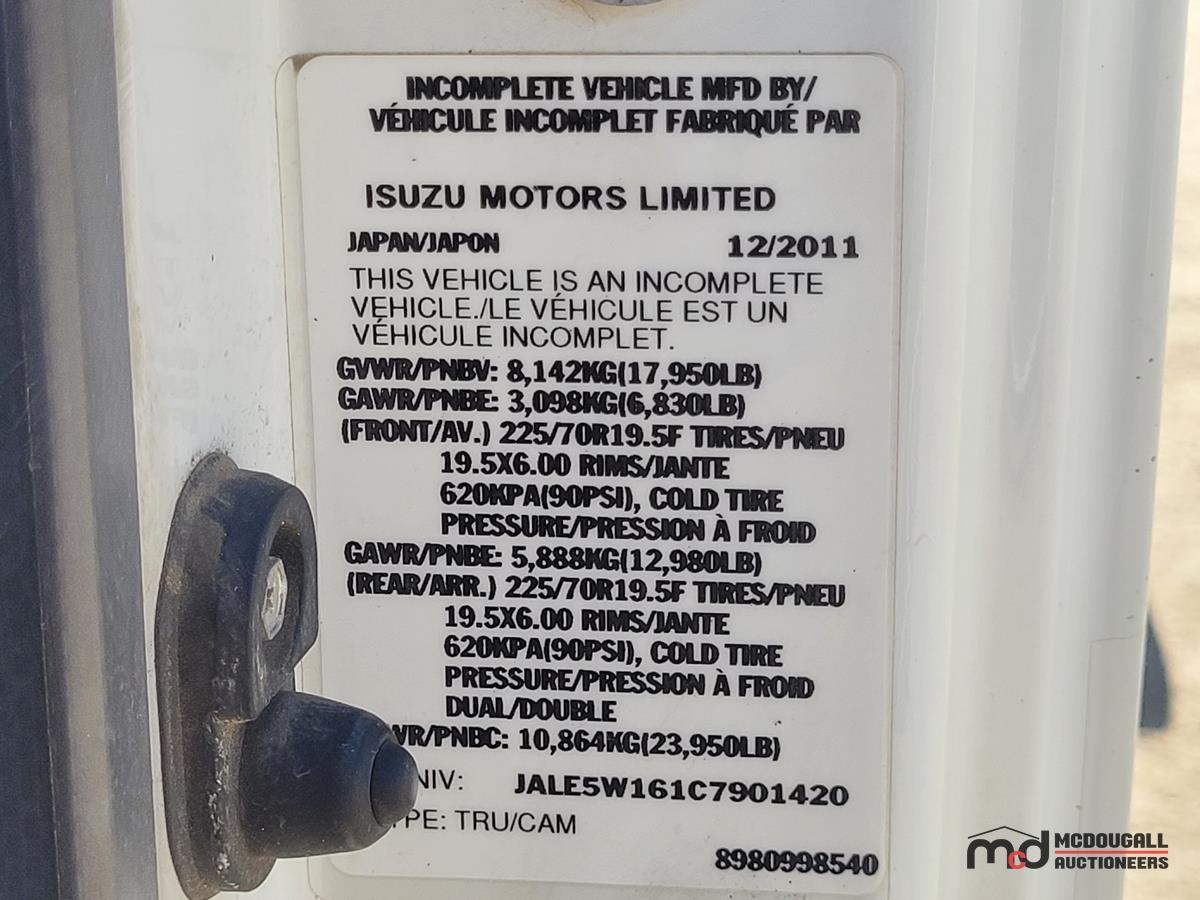 INCOMPLETE VEHICLE MFD BY/
VÉHICULE INCOMPLET FABRIQUÉ PAR
ISUZU MOTORS LIMITED
JAPAN/JAPON 12/2011
THIS VEHICLE IS AN INCOMPLETE
VEHICLE./LE VÉHICULE EST UN
VÉHICULE INCOMPLET.
GVWR/PNBV: 8,142KG(17,950LB)
GAWR/PNBE: 3,098KG(6,830LB)
(FRONT/AV.) 225/70R19.5F TIRES/PNEU
19.5X6.00 RIMS/JANTE
620KPA(90PSI), COLD TIRE
PRESSURE/PRESSION À FROID
GAWR/PNBE: 5,888KG(12,980LB)
(REAR/ARR.) 225/70R19.5F TIRES/PNEU
19.5X6.00 RIMS/JANTE
620KPA(90PSI), COLD TIRE
PRESSURE/PRESSION À FROID
DUAL/DOUBLE
WR/PNBC: 10,864KG(23,950LB)
NIV: JALE5W161C7901420
PE: TRU/CAM
8980998540
mcd MCDOUGALL
AUCTIONEERS